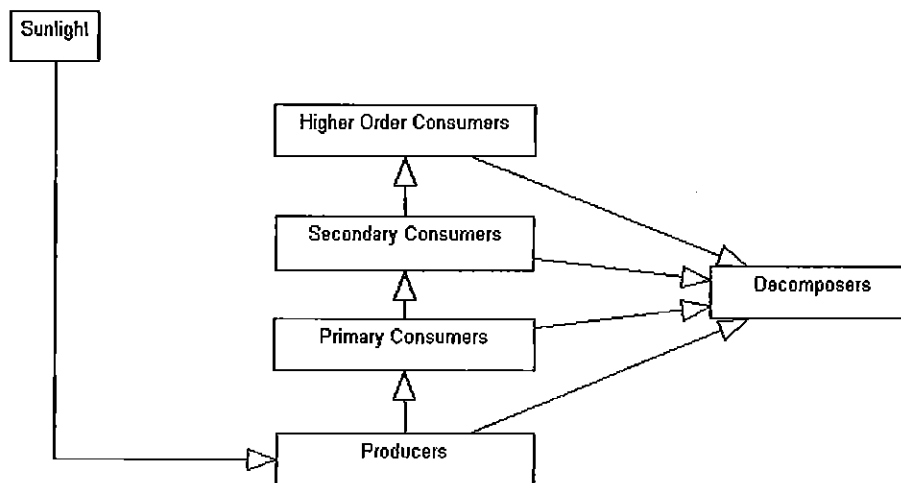 Sunlight
Higher Order Consumers
Secondary Consumers
Decomposers
Primary Consumers
Producers